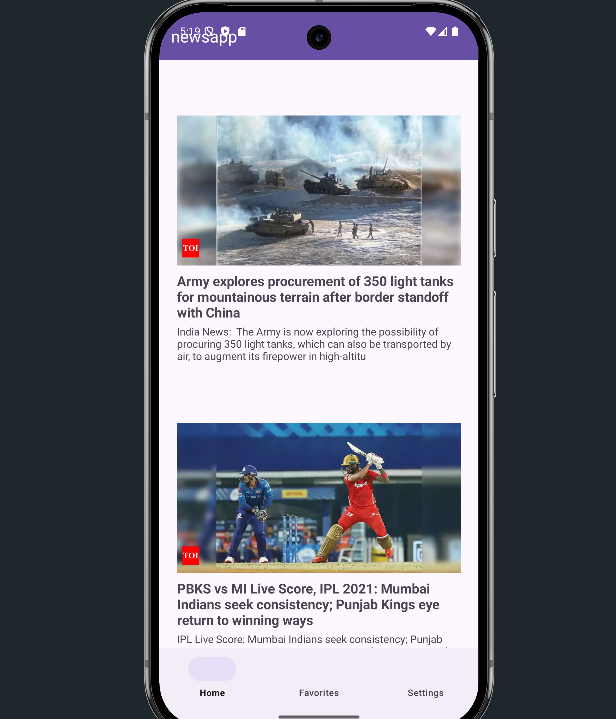 5:19
newsapp
TOI
Army explores procurement of 350 light tanks
for mountainous terrain after border standoff
with China
India News: The Army is now exploring the possibility of
procuring 350 light tanks, which can also be transported by
air, to augment its firepower in high-altitu
TOI
PBKS vs MI Live Score, IPL 2021: Mumbai
Indians seek consistency; Punjab Kings eye
return to winning ways
IPL Live Score: Mumbai Indians seek consistency; Punjab
Home
Favorites
Settings